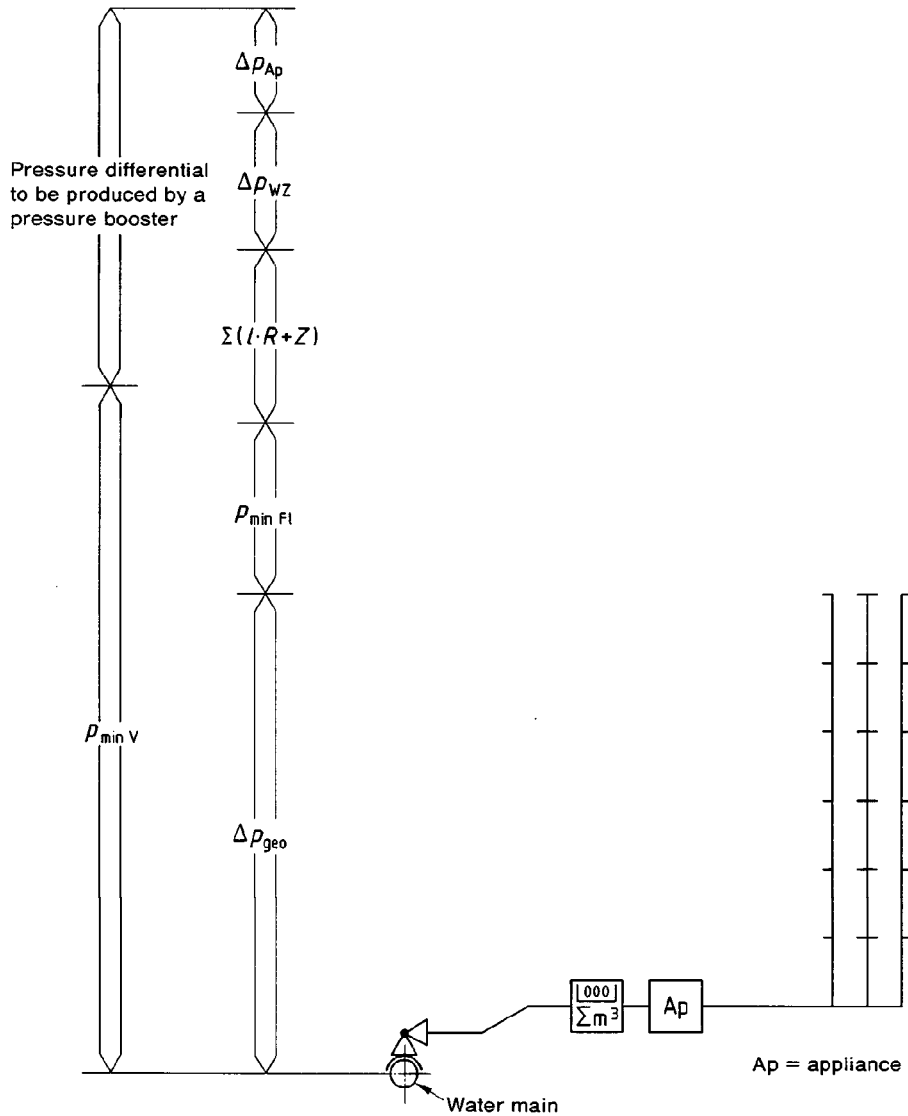 Δp_Ap
Pressure differential
to be produced by a
pressure booster
Δp_WZ
Σ(l·R+Z)
p_min Fl
p_min V
Δp_geo
000
Σm³
Ap
Ap = appliance
Water main